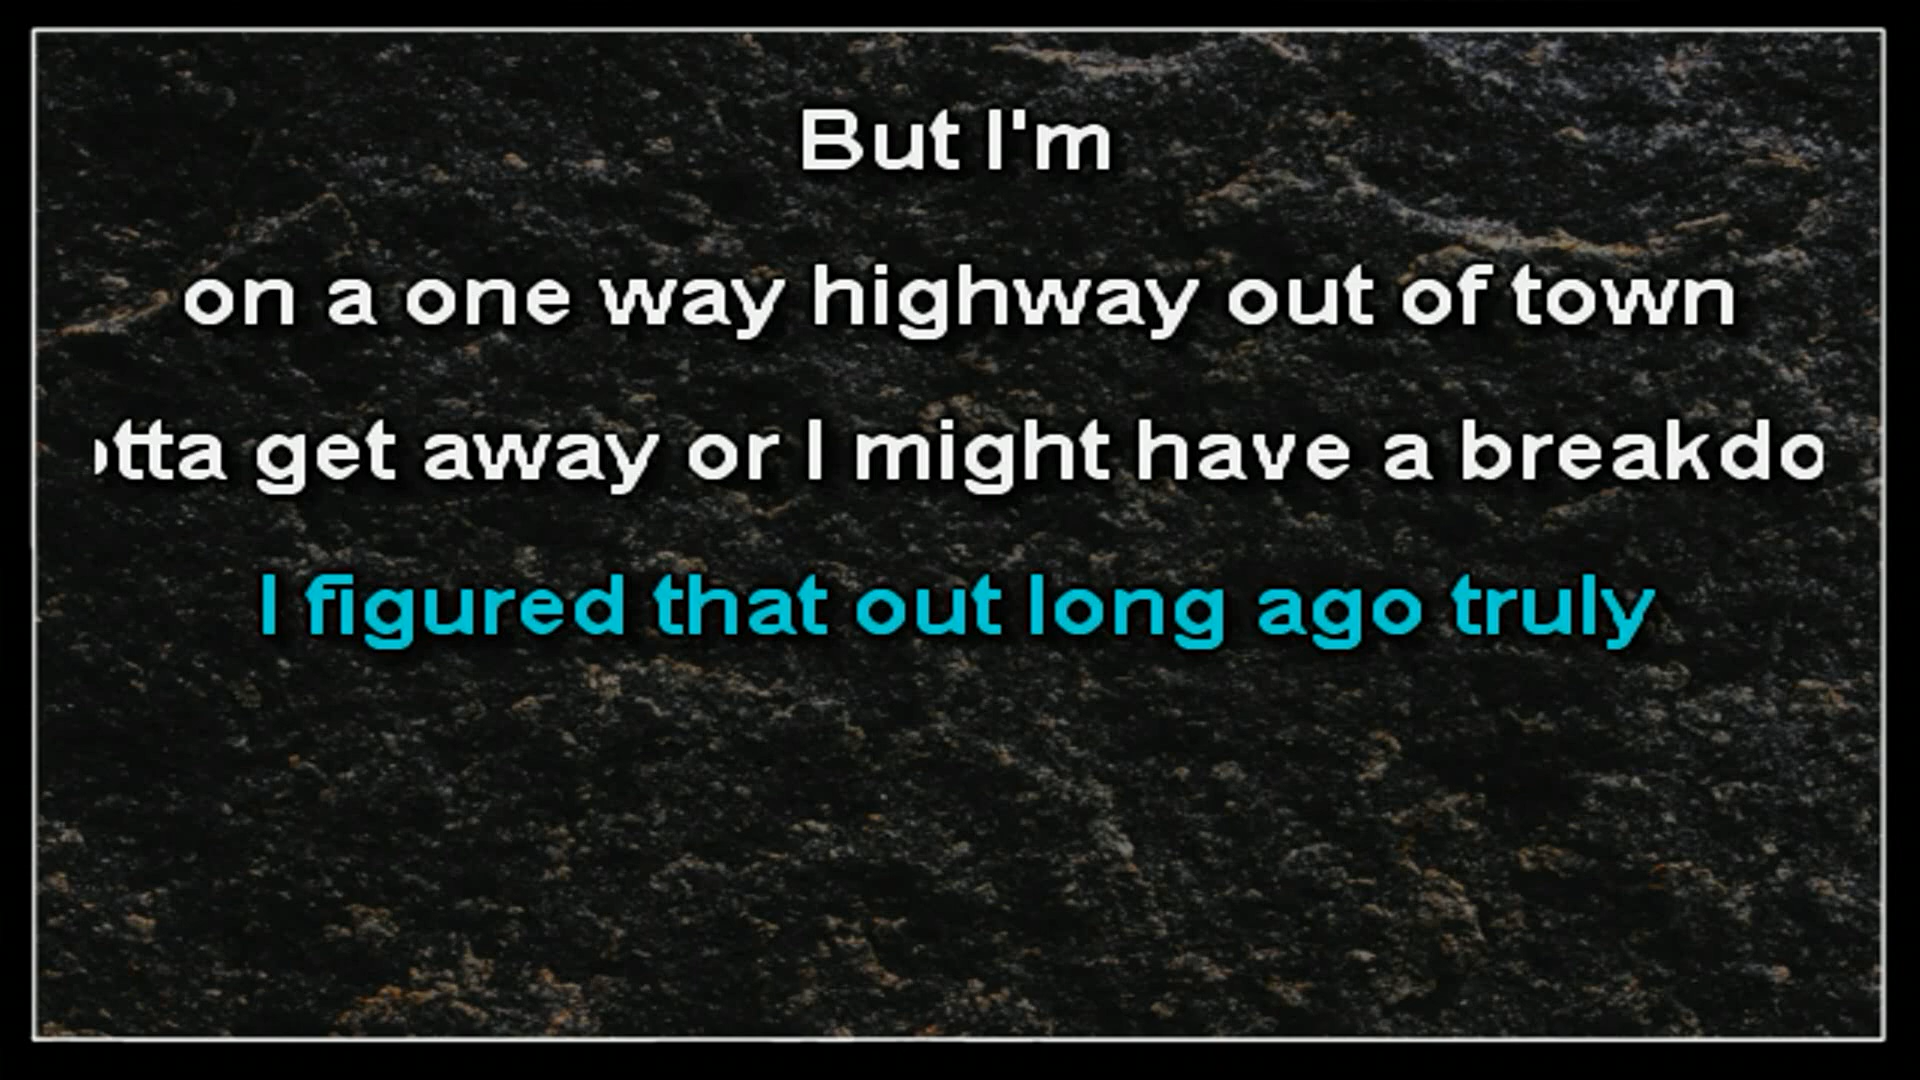 But I'm
on a one way highway out of town
otta get away or I might have a breakdo
I figured that out long ago truly